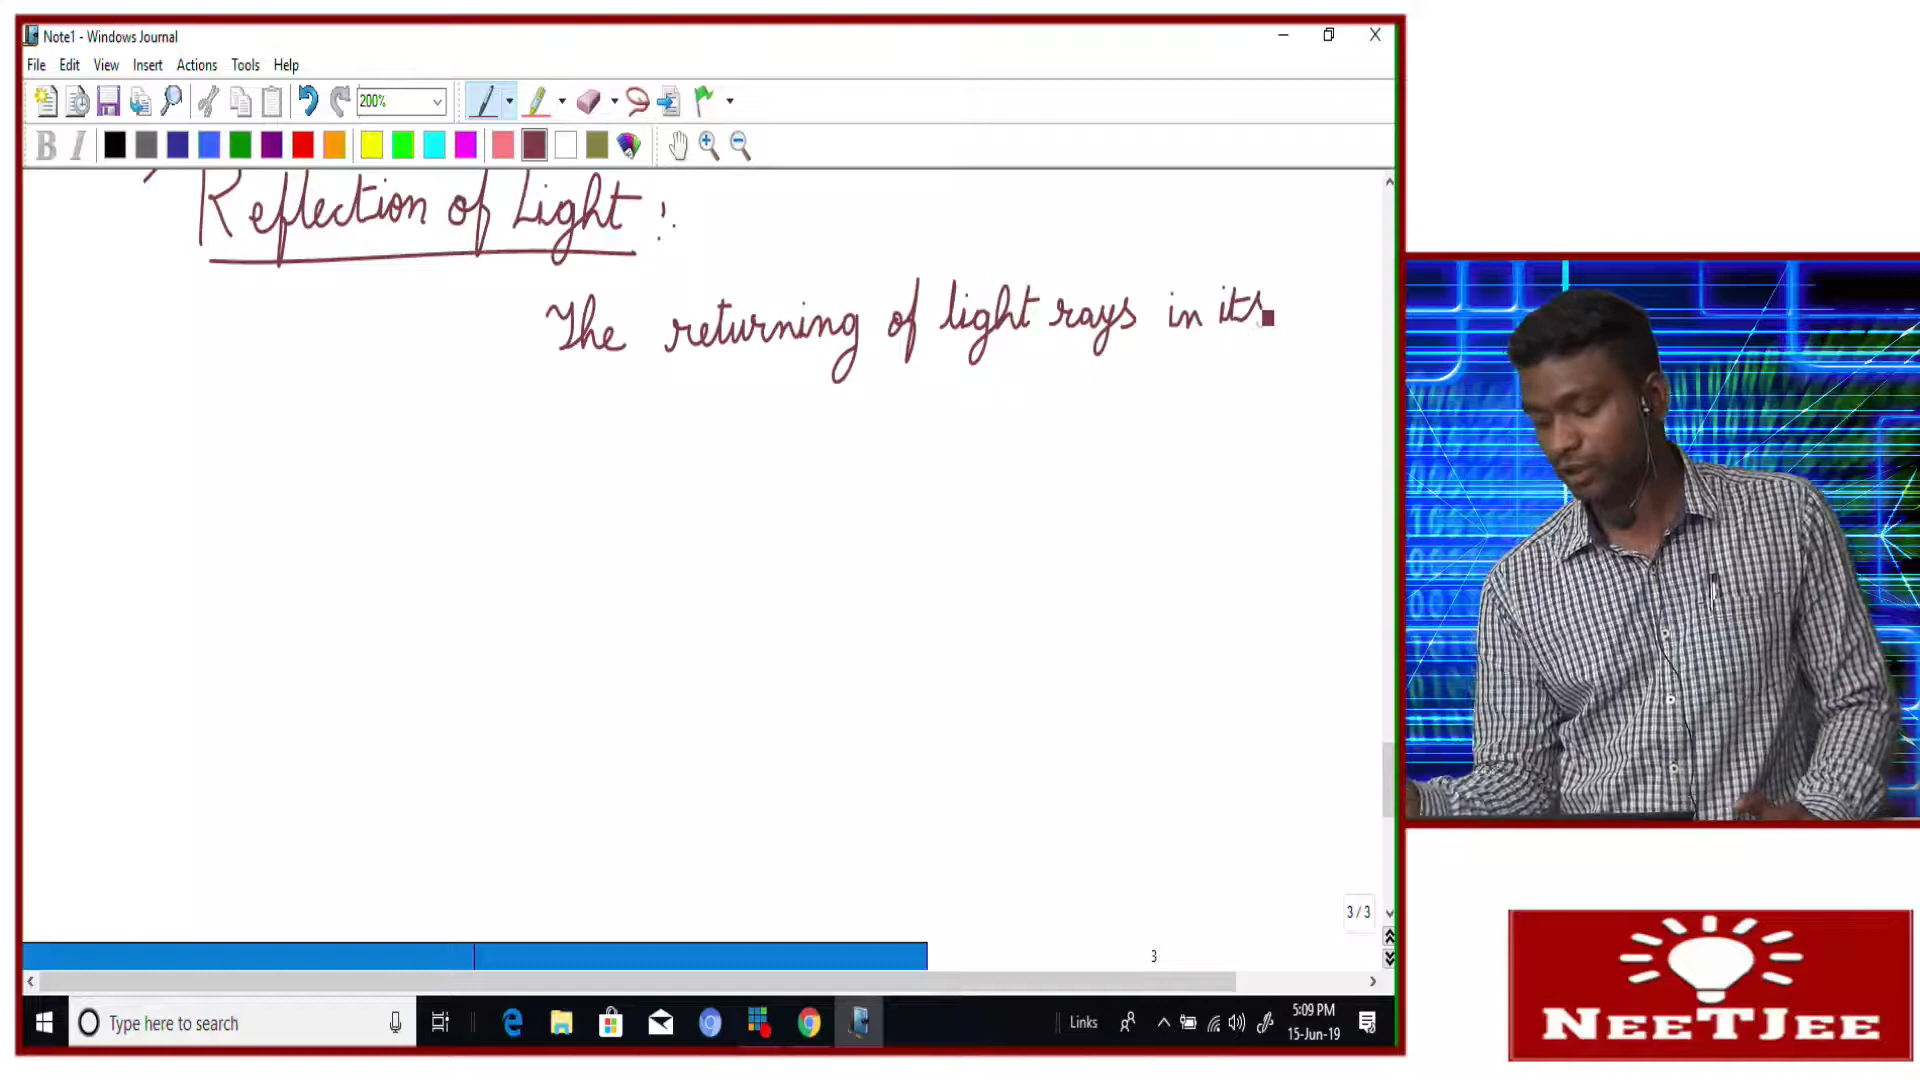 Note1 - Windows Journal
File Edit View Insert Actions Tools Help
200%
B I
Reflection of Light :.
The returning of light rays in its
3 / 3
3
Type here to search
Links
5:09 PM
15-Jun-19
NEETJEE